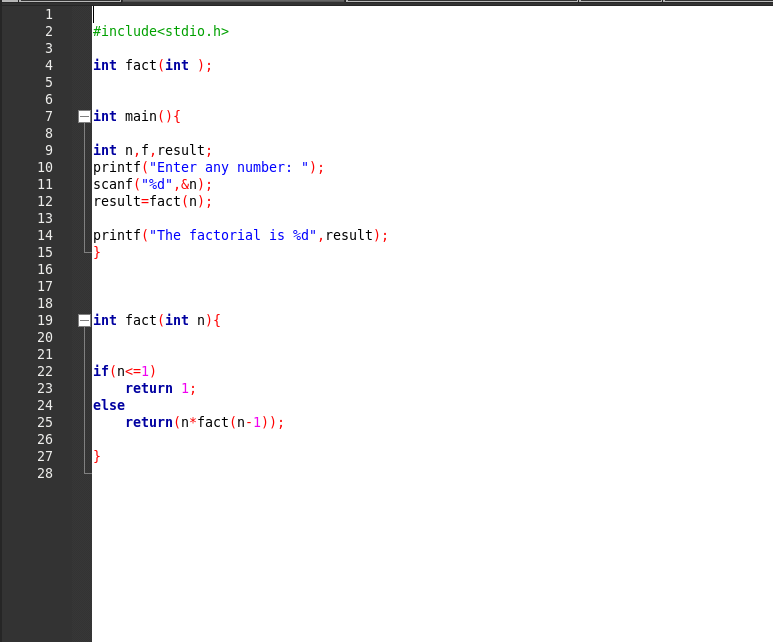 1
2 #include<stdio.h>
3
4 int fact(int );
5
6
7 int main(){
8
9 int n,f,result;
10 printf("Enter any number: ");
11 scanf("%d",&n);
12 result=fact(n);
13
14 printf("The factorial is %d",result);
15 }
16
17
18
19 int fact(int n){
20
21
22 if(n<=1)
23     return 1;
24 else
25     return(n*fact(n-1));
26
27 }
28